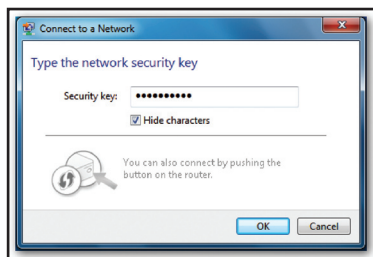 Connect to a Network
Type the network security key
Security key: ••••••••••
Hide characters
You can also connect by pushing the
button on the router.
OK Cancel